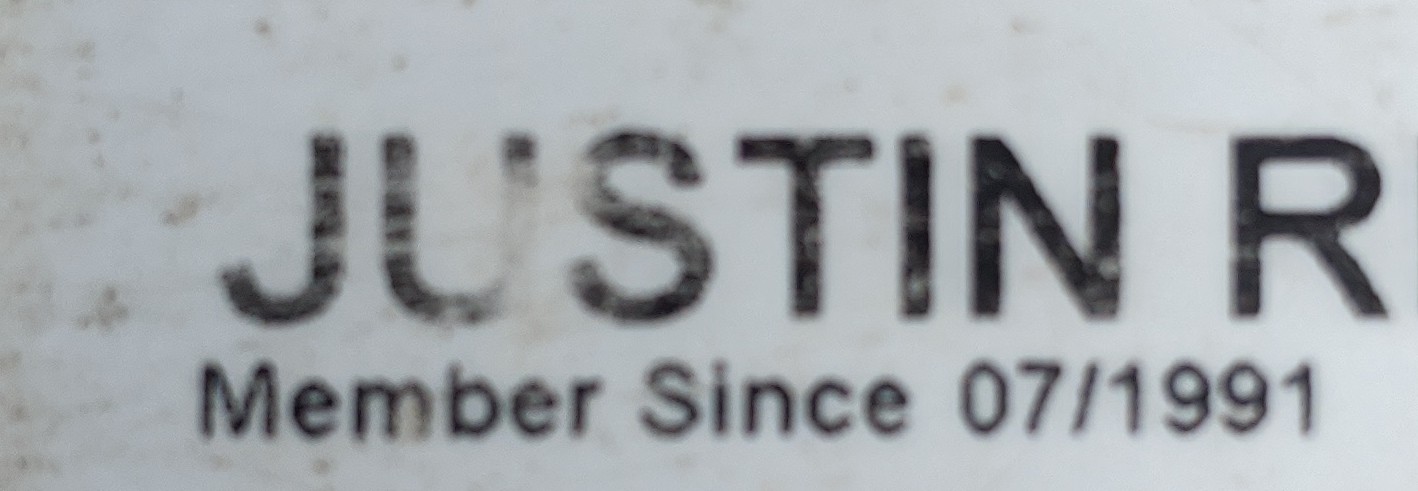 JUSTIN R
Member Since 07/1991